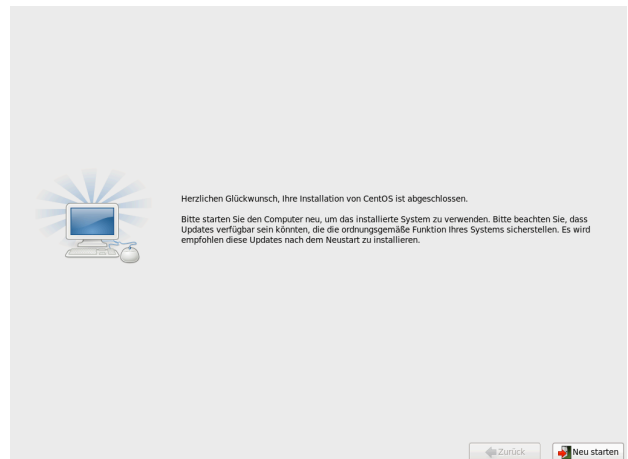 Herzlichen Glückwunsch, Ihre Installation von CentOS ist abgeschlossen.
Bitte starten Sie den Computer neu, um das installierte System zu verwenden. Bitte beachten Sie, dass
Updates verfügbar sein könnten, die die ordnungsgemäße Funktion Ihres Systems sicherstellen. Es wird
empfohlen diese Updates nach dem Neustart zu installieren.
Zurück
Neu starten